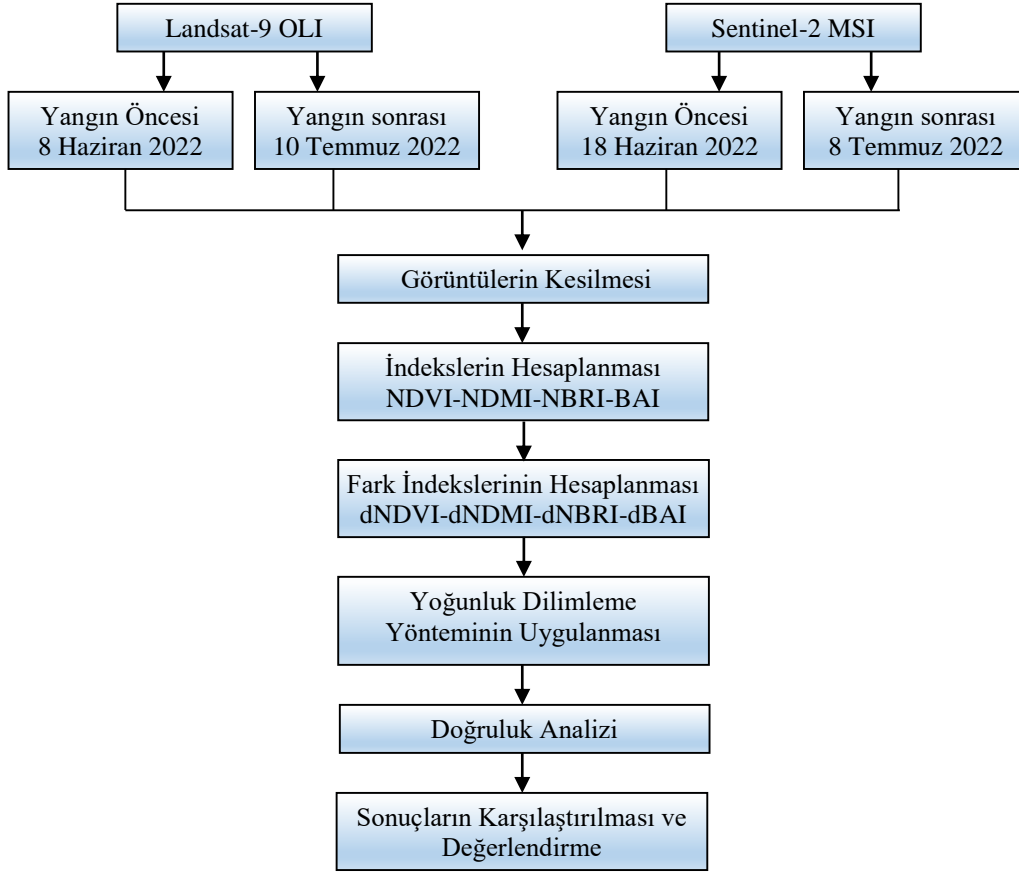 Landsat-9 OLI
Sentinel-2 MSI
Yangın Öncesi
8 Haziran 2022
Yangın sonrası
10 Temmuz 2022
Yangın Öncesi
18 Haziran 2022
Yangın sonrası
8 Temmuz 2022
Görüntülerin Kesilmesi
İndekslerin Hesaplanması
NDVI-NDMI-NBRI-BAI
Fark İndekslerinin Hesaplanması
dNDVI-dNDMI-dNBRI-dBAI
Yoğunluk Dilimleme
Yönteminin Uygulanması
Doğruluk Analizi
Sonuçların Karşılaştırılması ve
Değerlendirme